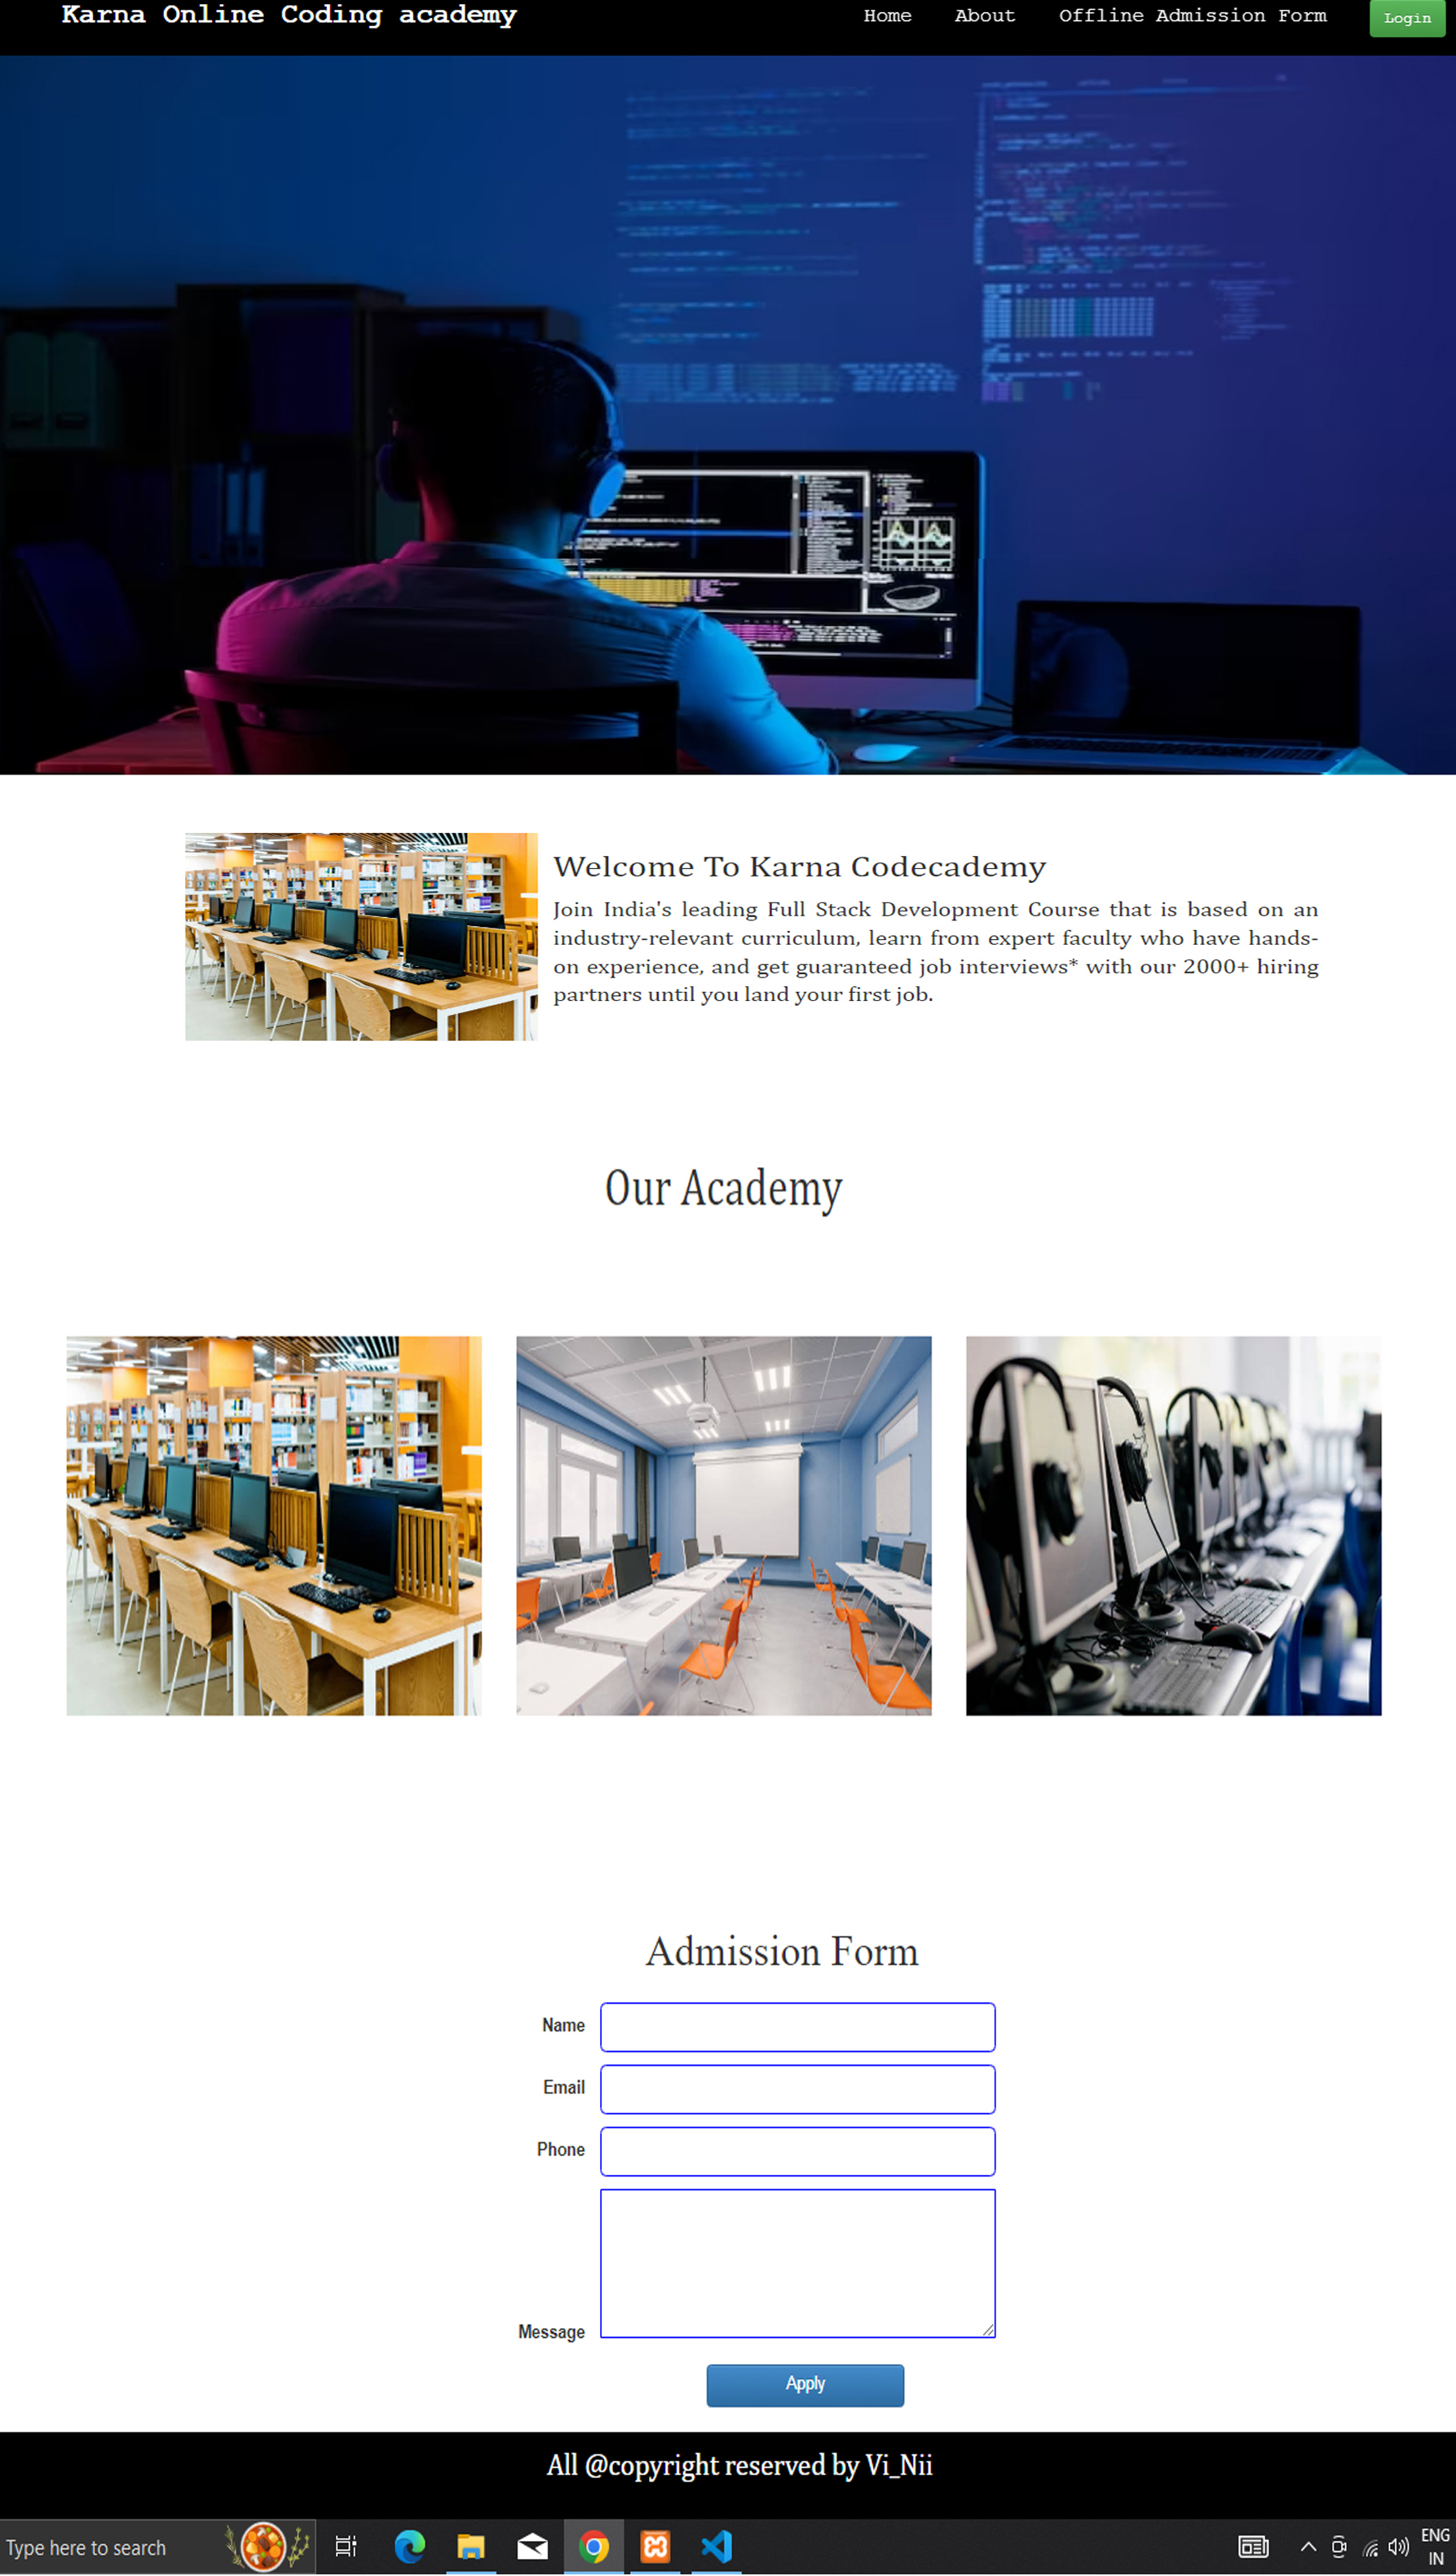 Karna Online Coding academy
Home About Offline Admission Form Login
Welcome To Karna Codecademy
Join India's leading Full Stack Development Course that is based on an
industry-relevant curriculum, learn from expert faculty who have hands-
on experience, and get guaranteed job interviews* with our 2000+ hiring
partners until you land your first job.
Our Academy
Admission Form
Name
Email
Phone
Message
Apply
All @copyright reserved by Vi_Nii
Type here to search
ENG
IN